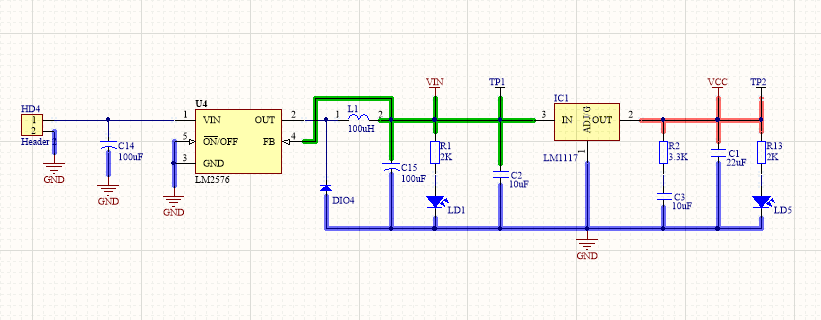 HD4
1
2
Header 2
GND
C14
100uF
GND
U4
1
VIN
OUT
2
5
ON/OFF
FB
4
3
GND
LM2576
GND
DIO4
1
L1
2
100uH
C15
100uF
VIN
R1
2K
LD1
TP1
C2
10uF
IC1
3
IN
ADJ/G
OUT
2
LM1117
1
GND
R2
3.3K
C3
10uF
VCC
C1
22uF
TP2
R13
2K
LD5